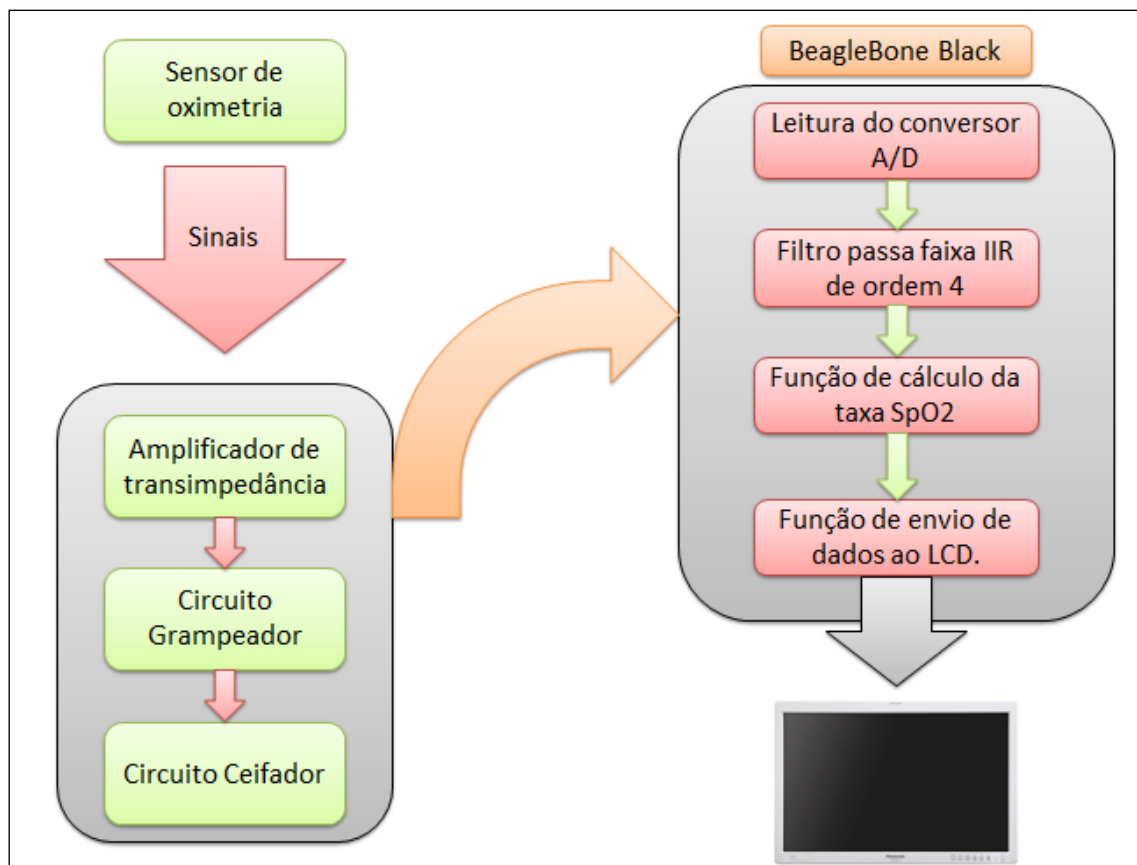 Sensor de
oximetria
Sinais
Amplificador de
transimpedância
Circuito
Grampeador
Circuito Ceifador
BeagleBone Black
Leitura do conversor
A/D
Filtro passa faixa IIR
de ordem 4
Função de cálculo da
taxa SpO2
Função de envio de
dados ao LCD.
Panasonic